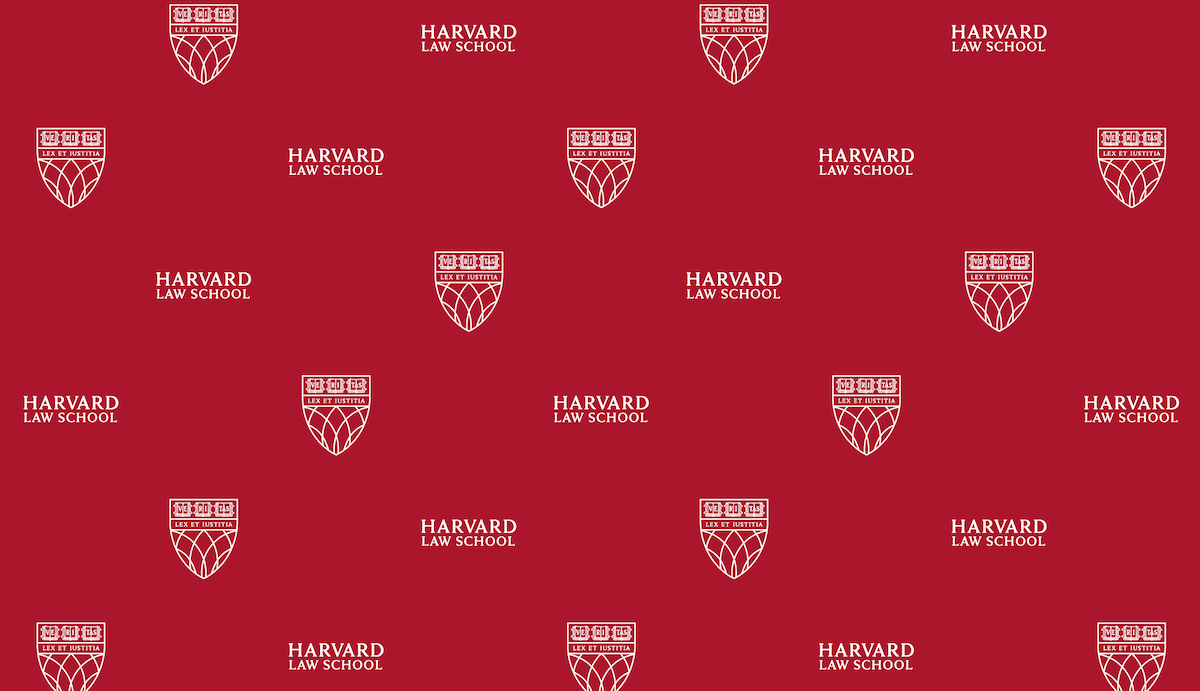 VE RI TAS
LEX ET IUSTITIA
HARVARD
LAW SCHOOL
VE RI TAS
LEX ET IUSTITIA
HARVARD
LAW SCHOOL
VE RI TAS
LEX ET IUSTITIA
HARVARD
LAW SCHOOL
VE RI TAS
LEX ET IUSTITIA
HARVARD
LAW SCHOOL
VE RI TAS
LEX ET IUSTITIA
HARVARD
LAW SCHOOL
VE RI TAS
LEX ET IUSTITIA
HARVARD
LAW SCHOOL
VE RI TAS
LEX ET IUSTITIA
HARVARD
LAW SCHOOL
VE RI TAS
LEX ET IUSTITIA
HARVARD
LAW SCHOOL
VE RI TAS
LEX ET IUSTITIA
HARVARD
LAW SCHOOL
VE RI TAS
LEX ET IUSTITIA
HARVARD
LAW SCHOOL
VE RI TAS
LEX ET IUSTITIA
HARVARD
LAW SCHOOL
VE RI TAS
LEX ET IUSTITIA
HARVARD
LAW SCHOOL
VE RI TAS
LEX ET IUSTITIA
HARVARD
LAW SCHOOL
VE RI TAS
LEX ET IUSTITIA